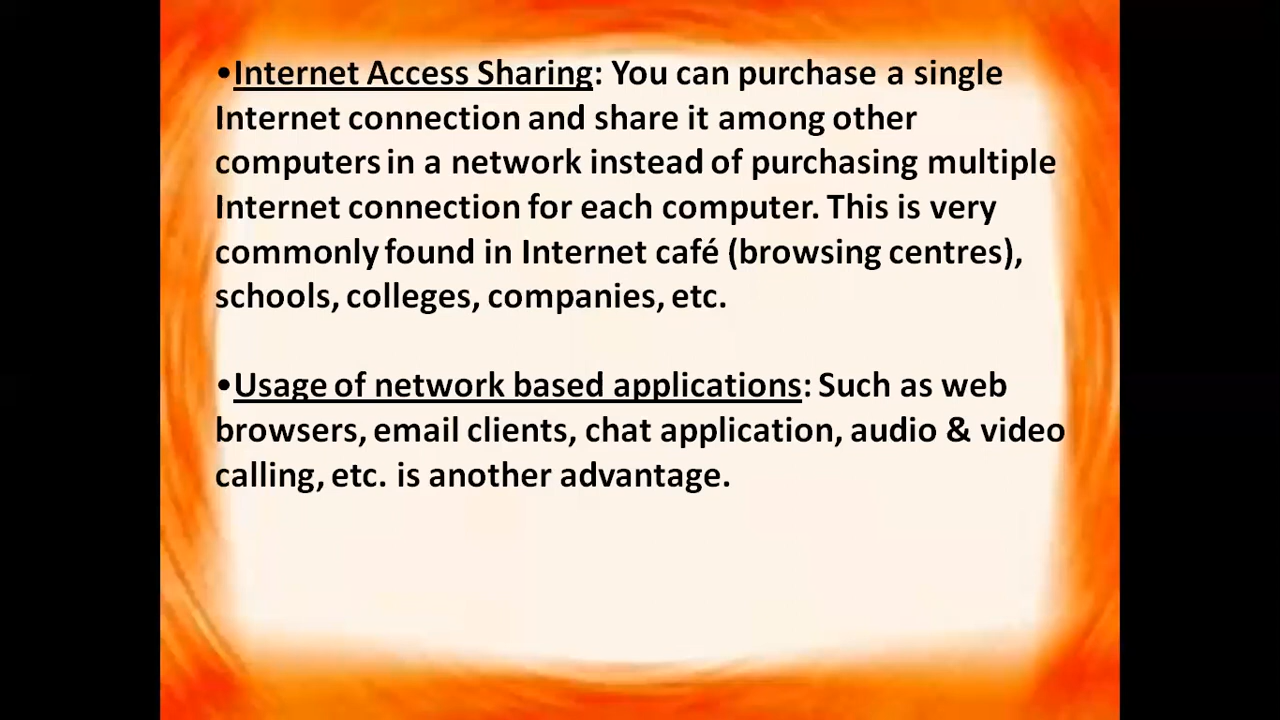 •Internet Access Sharing: You can purchase a single
Internet connection and share it among other
computers in a network instead of purchasing multiple
Internet connection for each computer. This is very
commonly found in Internet café (browsing centres),
schools, colleges, companies, etc.
•Usage of network based applications: Such as web
browsers, email clients, chat application, audio & video
calling, etc. is another advantage.